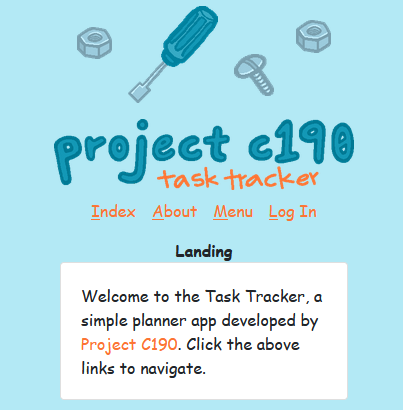 project c190
task tracker
Index About Menu Log In
Landing
Welcome to the Task Tracker, a
simple planner app developed by
Project C190. Click the above
links to navigate.